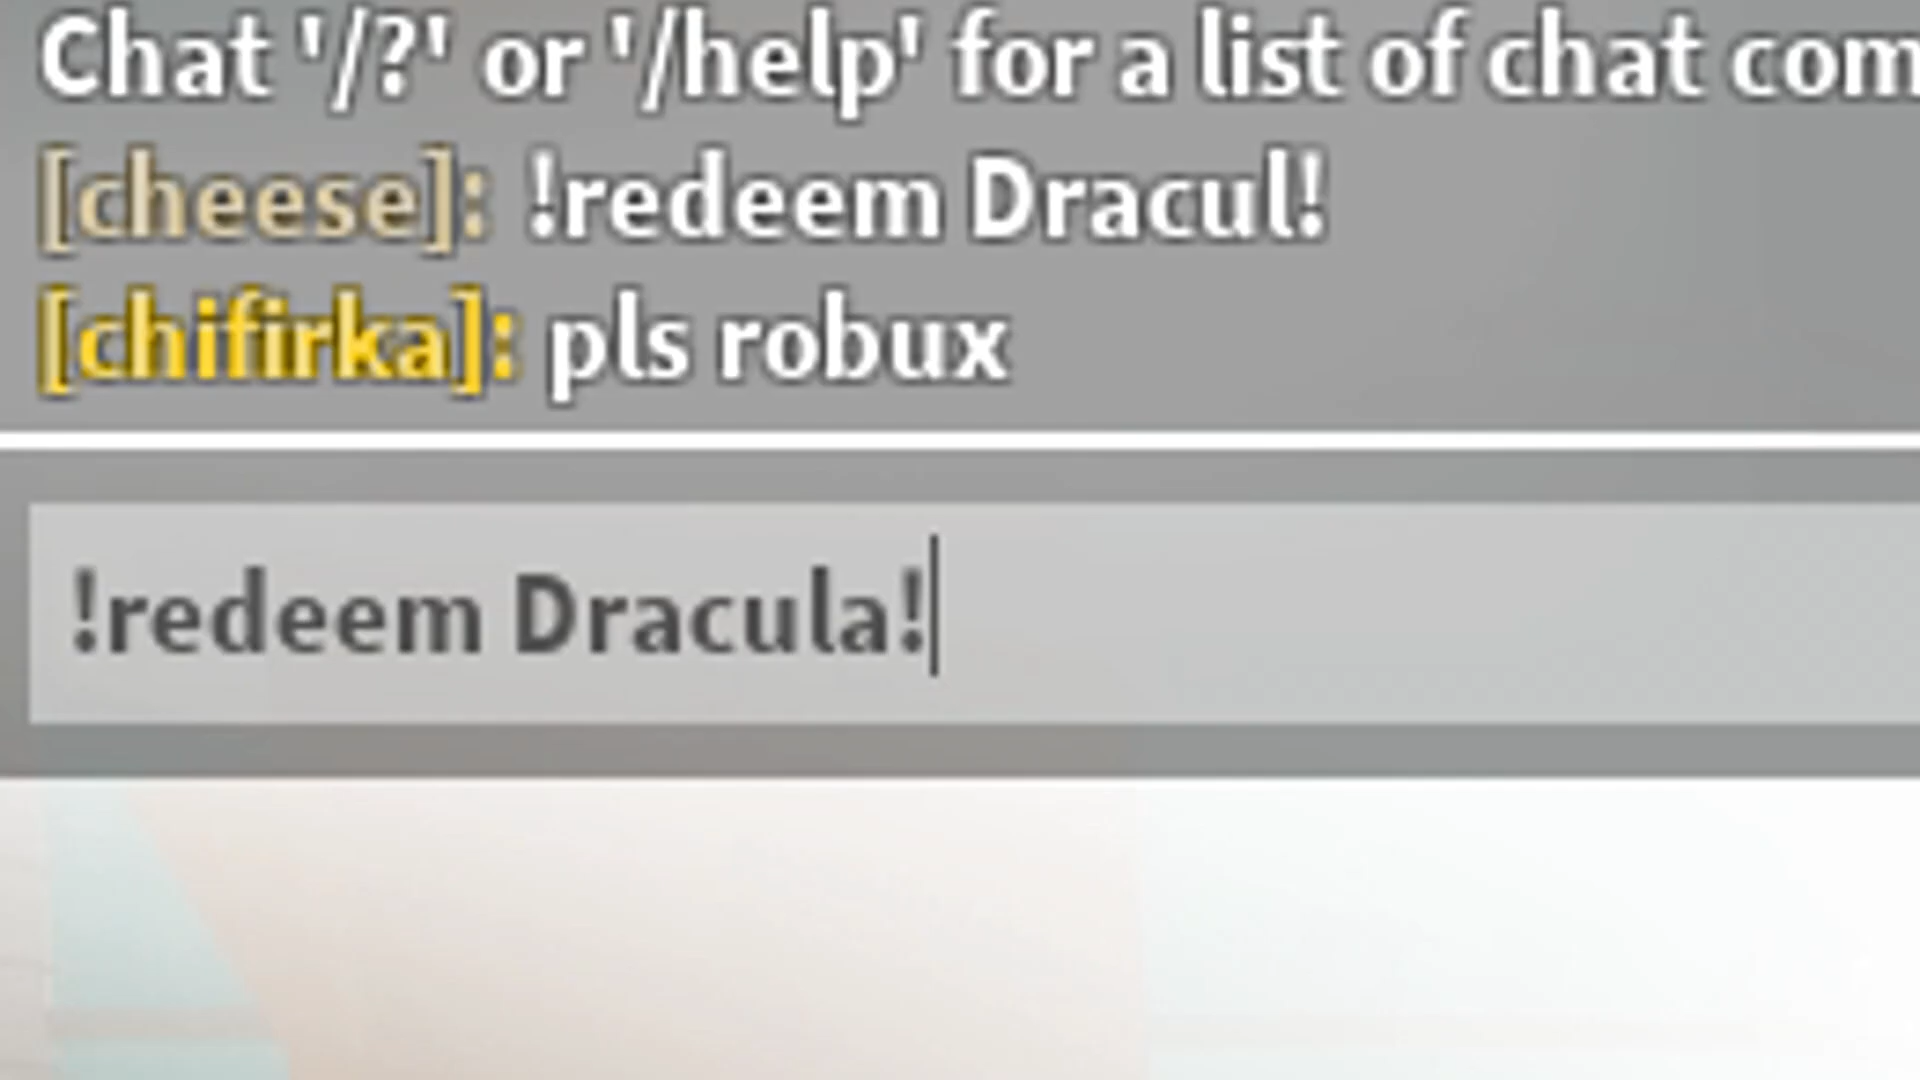 Chat '/?' or '/help' for a list of chat com
[cheese]: !redeem Dracul!
[chifirka]: pls robux
!redeem Dracula!